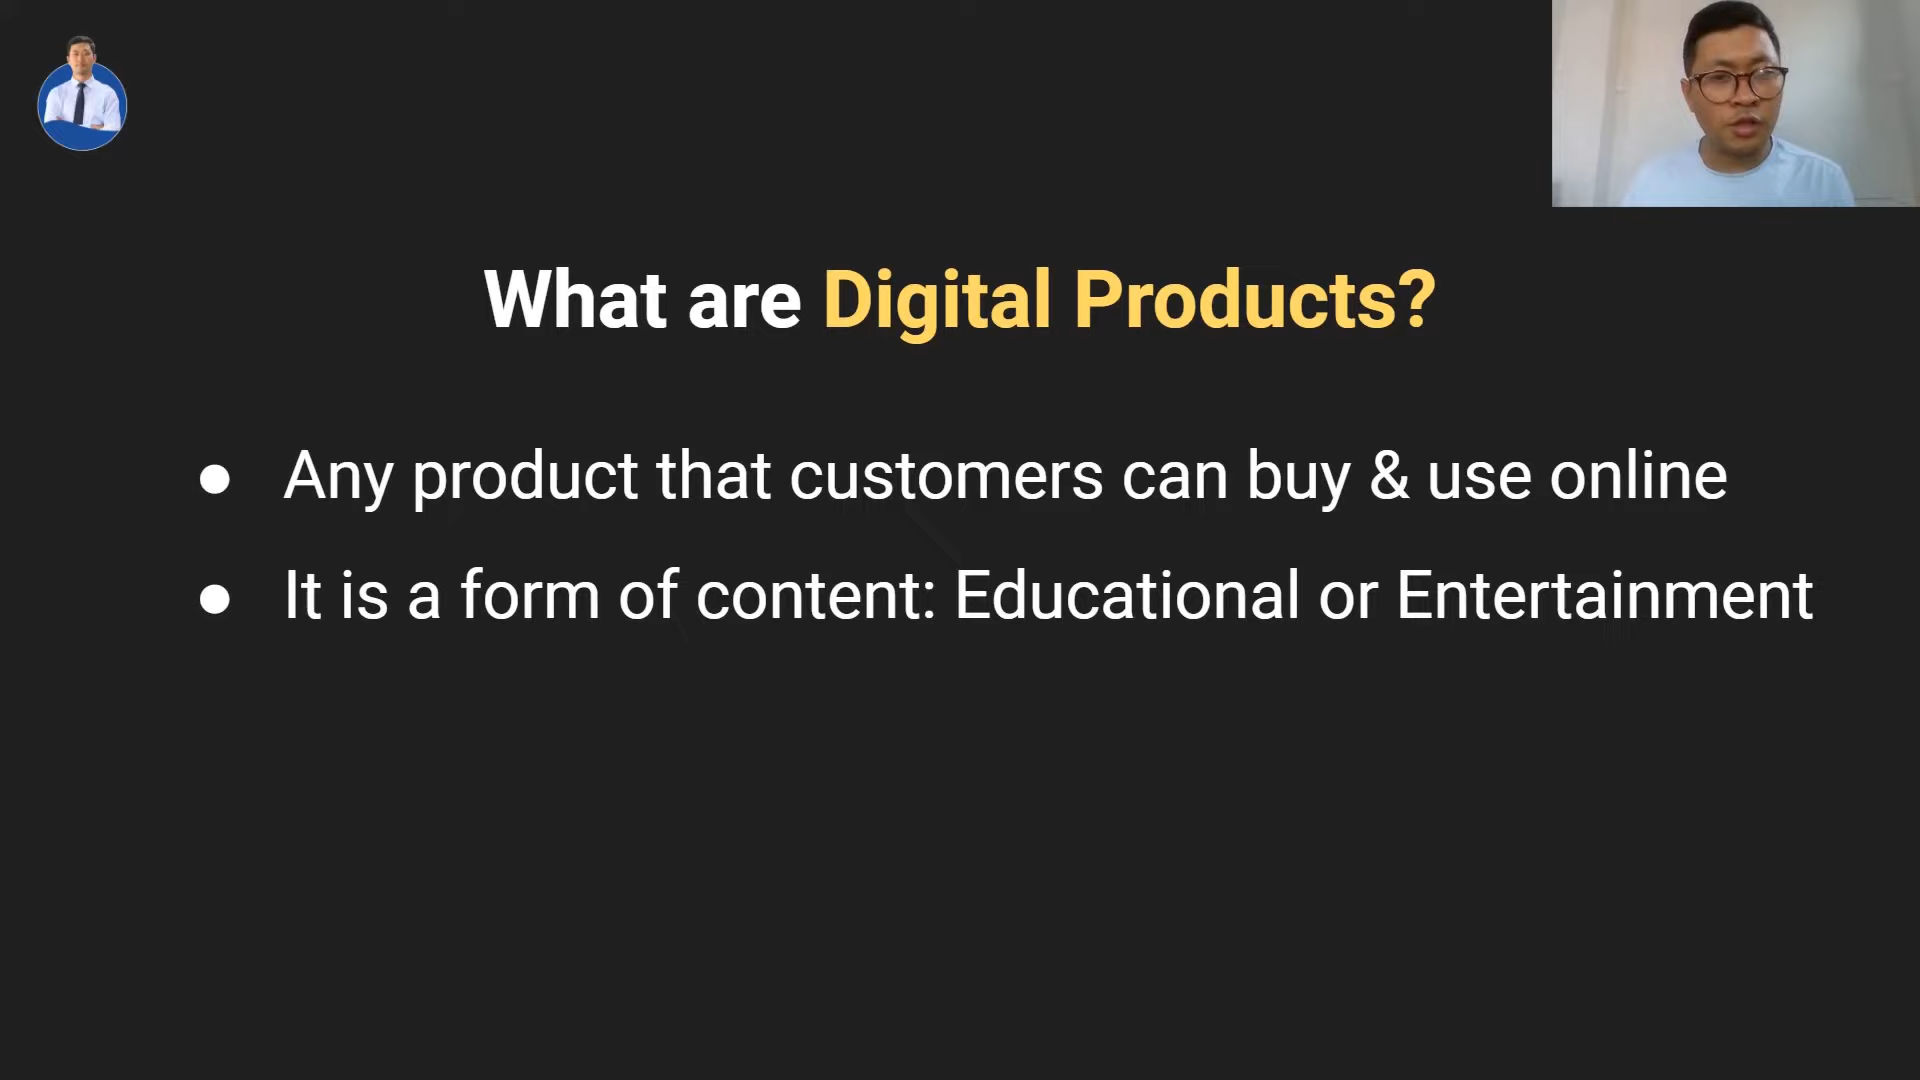 What are Digital Products?
● Any product that customers can buy & use online
● It is a form of content: Educational or Entertainment